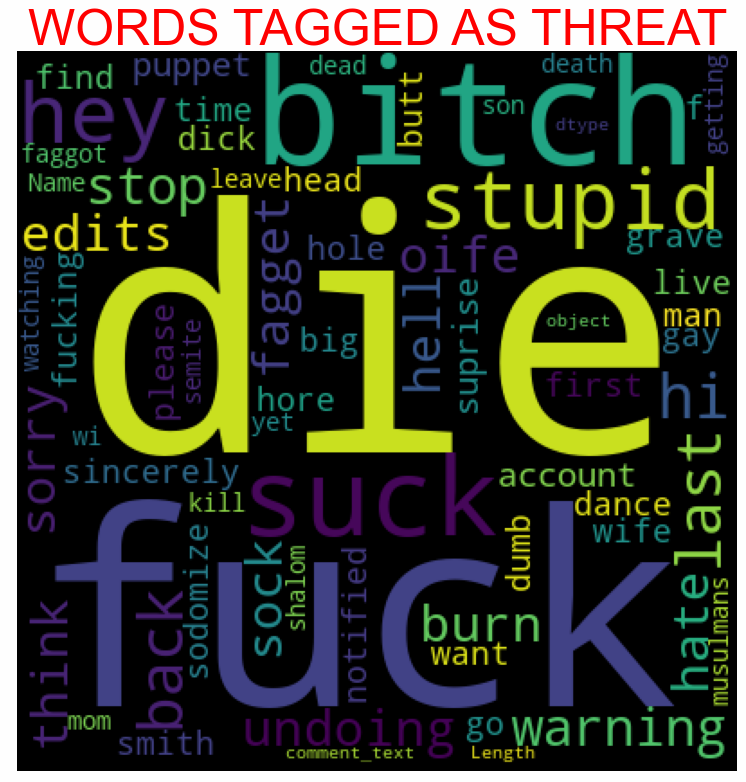 WORDS TAGGED AS THREAT
find
puppet
dead
death
getting
hey
time
dick
butt
bitch
son
dtype
f
faggot
Name
stop
leave
head
stupid
edits
fagget
hole
oife
grave
watching
fucking
die
live
please
semite
big
hell
suprise
object
man
gay
first
hi
hore
yet
wi
sorry
sincerely
suck
account
last
kill
dance
wife
fuck
sodomize
sock
shalom
notified
dumb
burn
want
hate
musulmans
think
back
mom
smith
undoing
go
warning
comment_text
Length